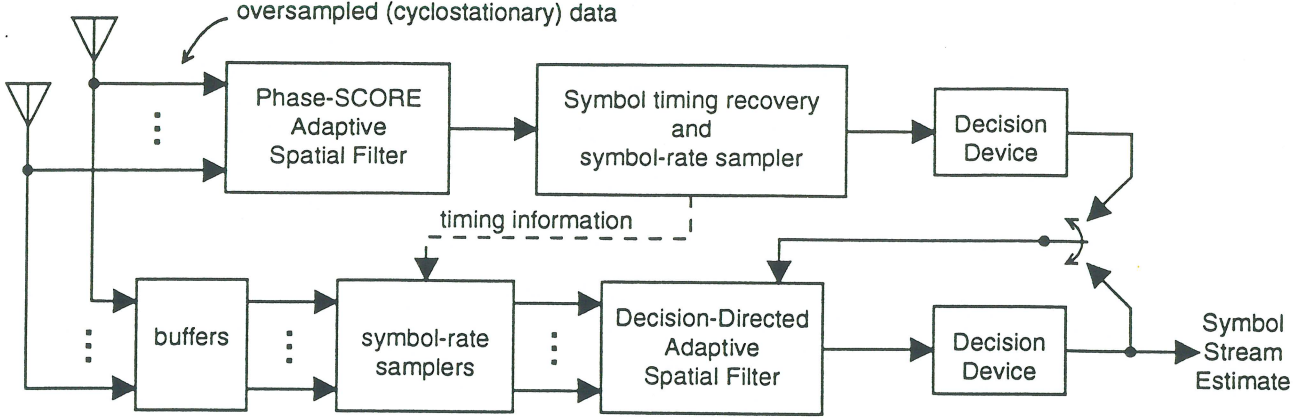 oversampled (cyclostationary) data
Phase-SCORE
Adaptive
Spatial Filter
Symbol timing recovery
and
symbol-rate sampler
Decision
Device
timing information
buffers
symbol-rate
samplers
Decision-Directed
Adaptive
Spatial Filter
Decision
Device
Symbol
Stream
Estimate